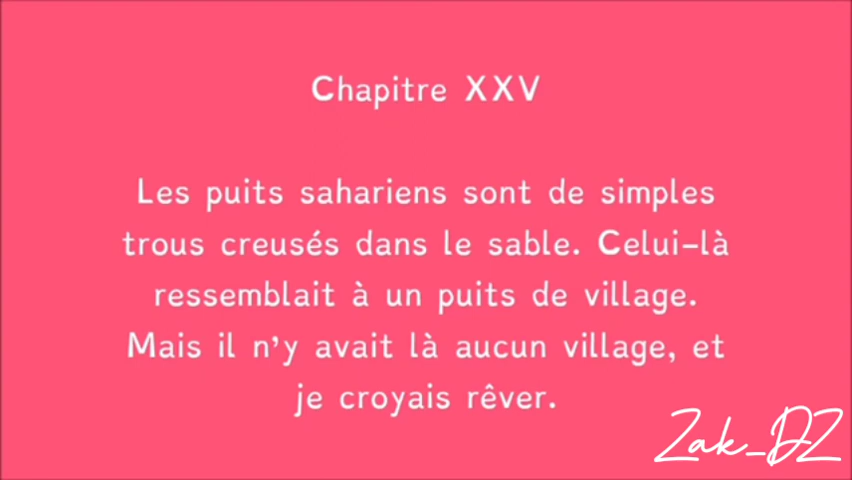 Chapitre XXV
Les puits sahariens sont de simples
trous creusés dans le sable. Celui-là
ressemblait à un puits de village.
Mais il n'y avait là aucun village, et
je croyais rêver.
Zak_DZ